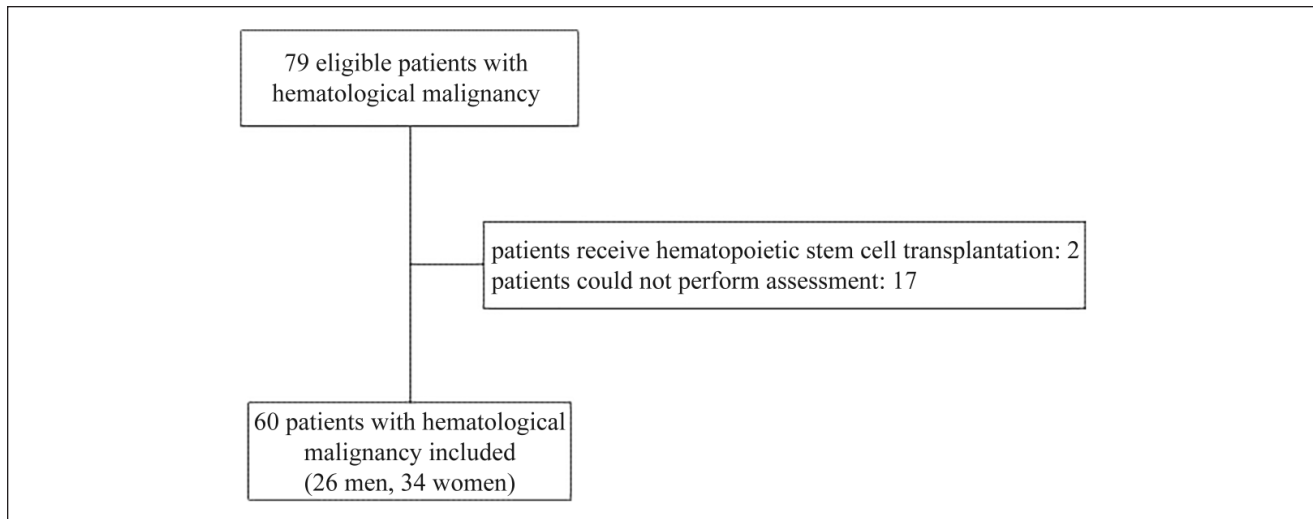 79 eligible patients with
hematological malignancy
patients receive hematopoietic stem cell transplantation: 2
patients could not perform assessment: 17
60 patients with hematological
malignancy included
(26 men, 34 women)